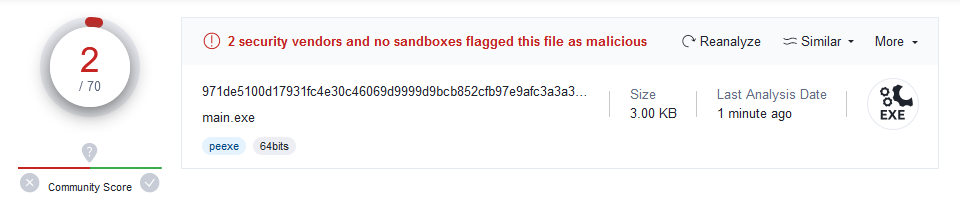 2
/ 70
?
Community Score
2 security vendors and no sandboxes flagged this file as malicious
Reanalyze
Similar
More
971de5100d17931fc4e30c46069d9999d9bcb852cfb97e9afc3a3a3...
main.exe
peexe
64bits
Size
3.00 KB
Last Analysis Date
1 minute ago
EXE